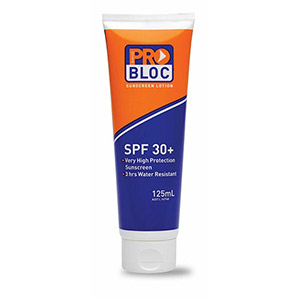 PRO
BLOC
SUNSCREEN LOTION
SPF 30+
• Very High Protection
Sunscreen
• 3 hrs Water Resistant
125mL